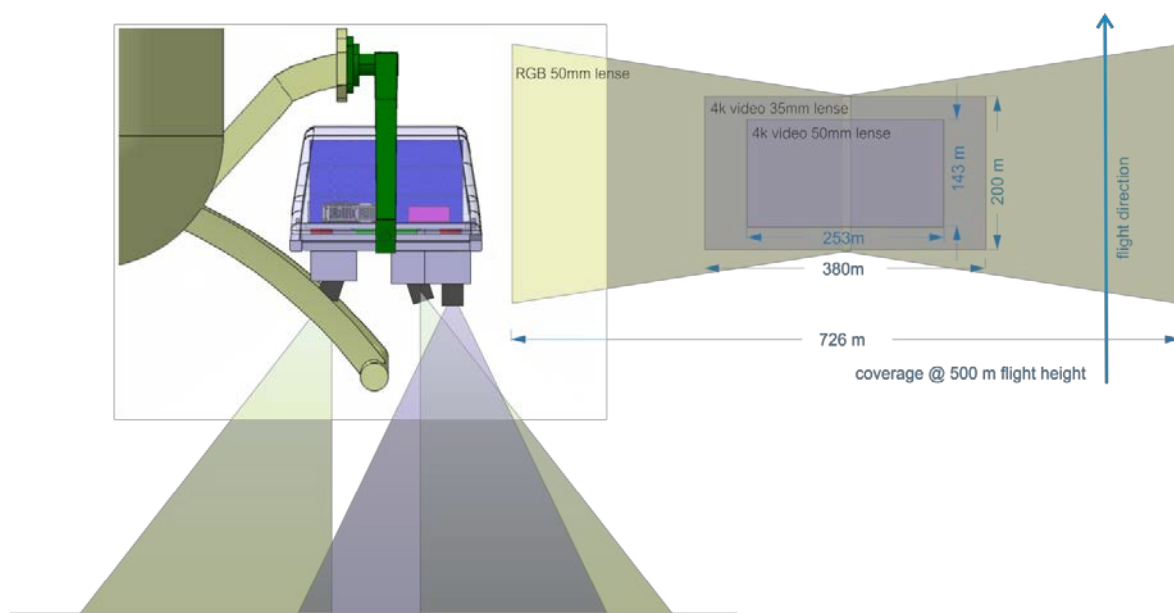 RGB 50mm lense
4k video 35mm lense
4k video 50mm lense
143 m
200 m
253m
380m
726 m
coverage @ 500 m flight height
flight direction